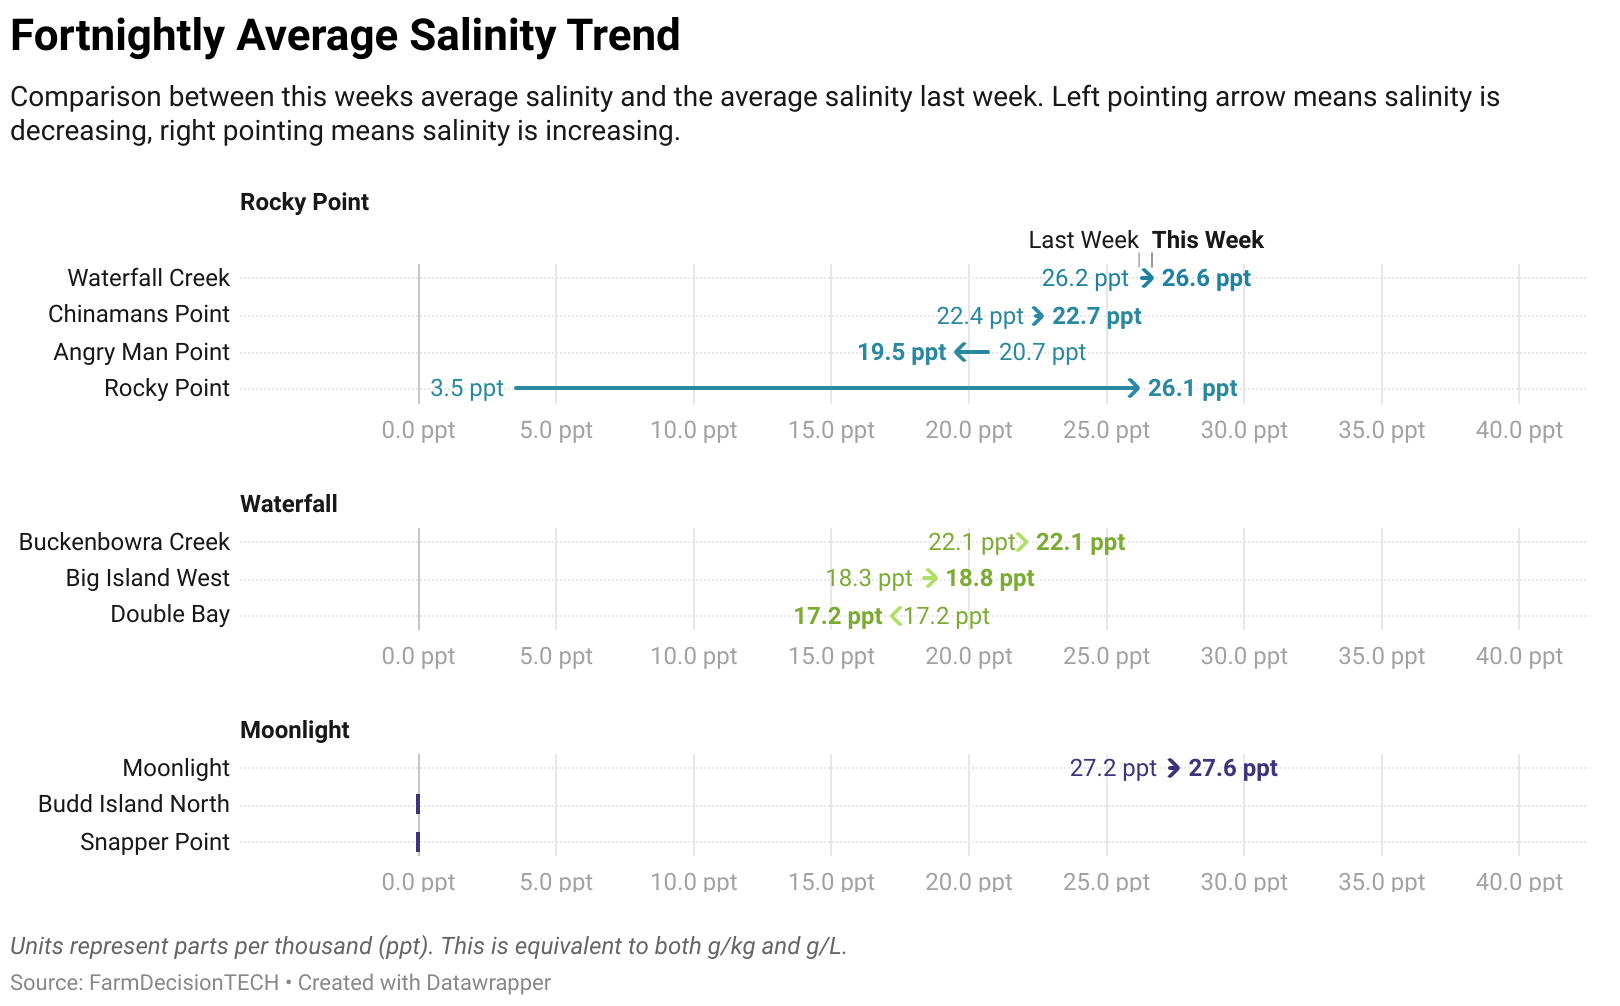 Fortnightly Average Salinity Trend
Comparison between this weeks average salinity and the average salinity last week. Left pointing arrow means salinity is
decreasing, right pointing means salinity is increasing.
Rocky Point
Last Week This Week
Waterfall Creek 26.2 ppt 26.6 ppt
Chinamans Point 22.4 ppt 22.7 ppt
Angry Man Point 19.5 ppt 20.7 ppt
Rocky Point 3.5 ppt 26.1 ppt
0.0 ppt 5.0 ppt 10.0 ppt 15.0 ppt 20.0 ppt 25.0 ppt 30.0 ppt 35.0 ppt 40.0 ppt
Waterfall
Buckenbowra Creek 22.1 ppt 22.1 ppt
Big Island West 18.3 ppt 18.8 ppt
Double Bay 17.2 ppt 17.2 ppt
0.0 ppt 5.0 ppt 10.0 ppt 15.0 ppt 20.0 ppt 25.0 ppt 30.0 ppt 35.0 ppt 40.0 ppt
Moonlight
Moonlight 27.2 ppt 27.6 ppt
Budd Island North
Snapper Point
0.0 ppt 5.0 ppt 10.0 ppt 15.0 ppt 20.0 ppt 25.0 ppt 30.0 ppt 35.0 ppt 40.0 ppt
Units represent parts per thousand (ppt). This is equivalent to both g/kg and g/L.
Source: FarmDecisionTECH • Created with Datawrapper